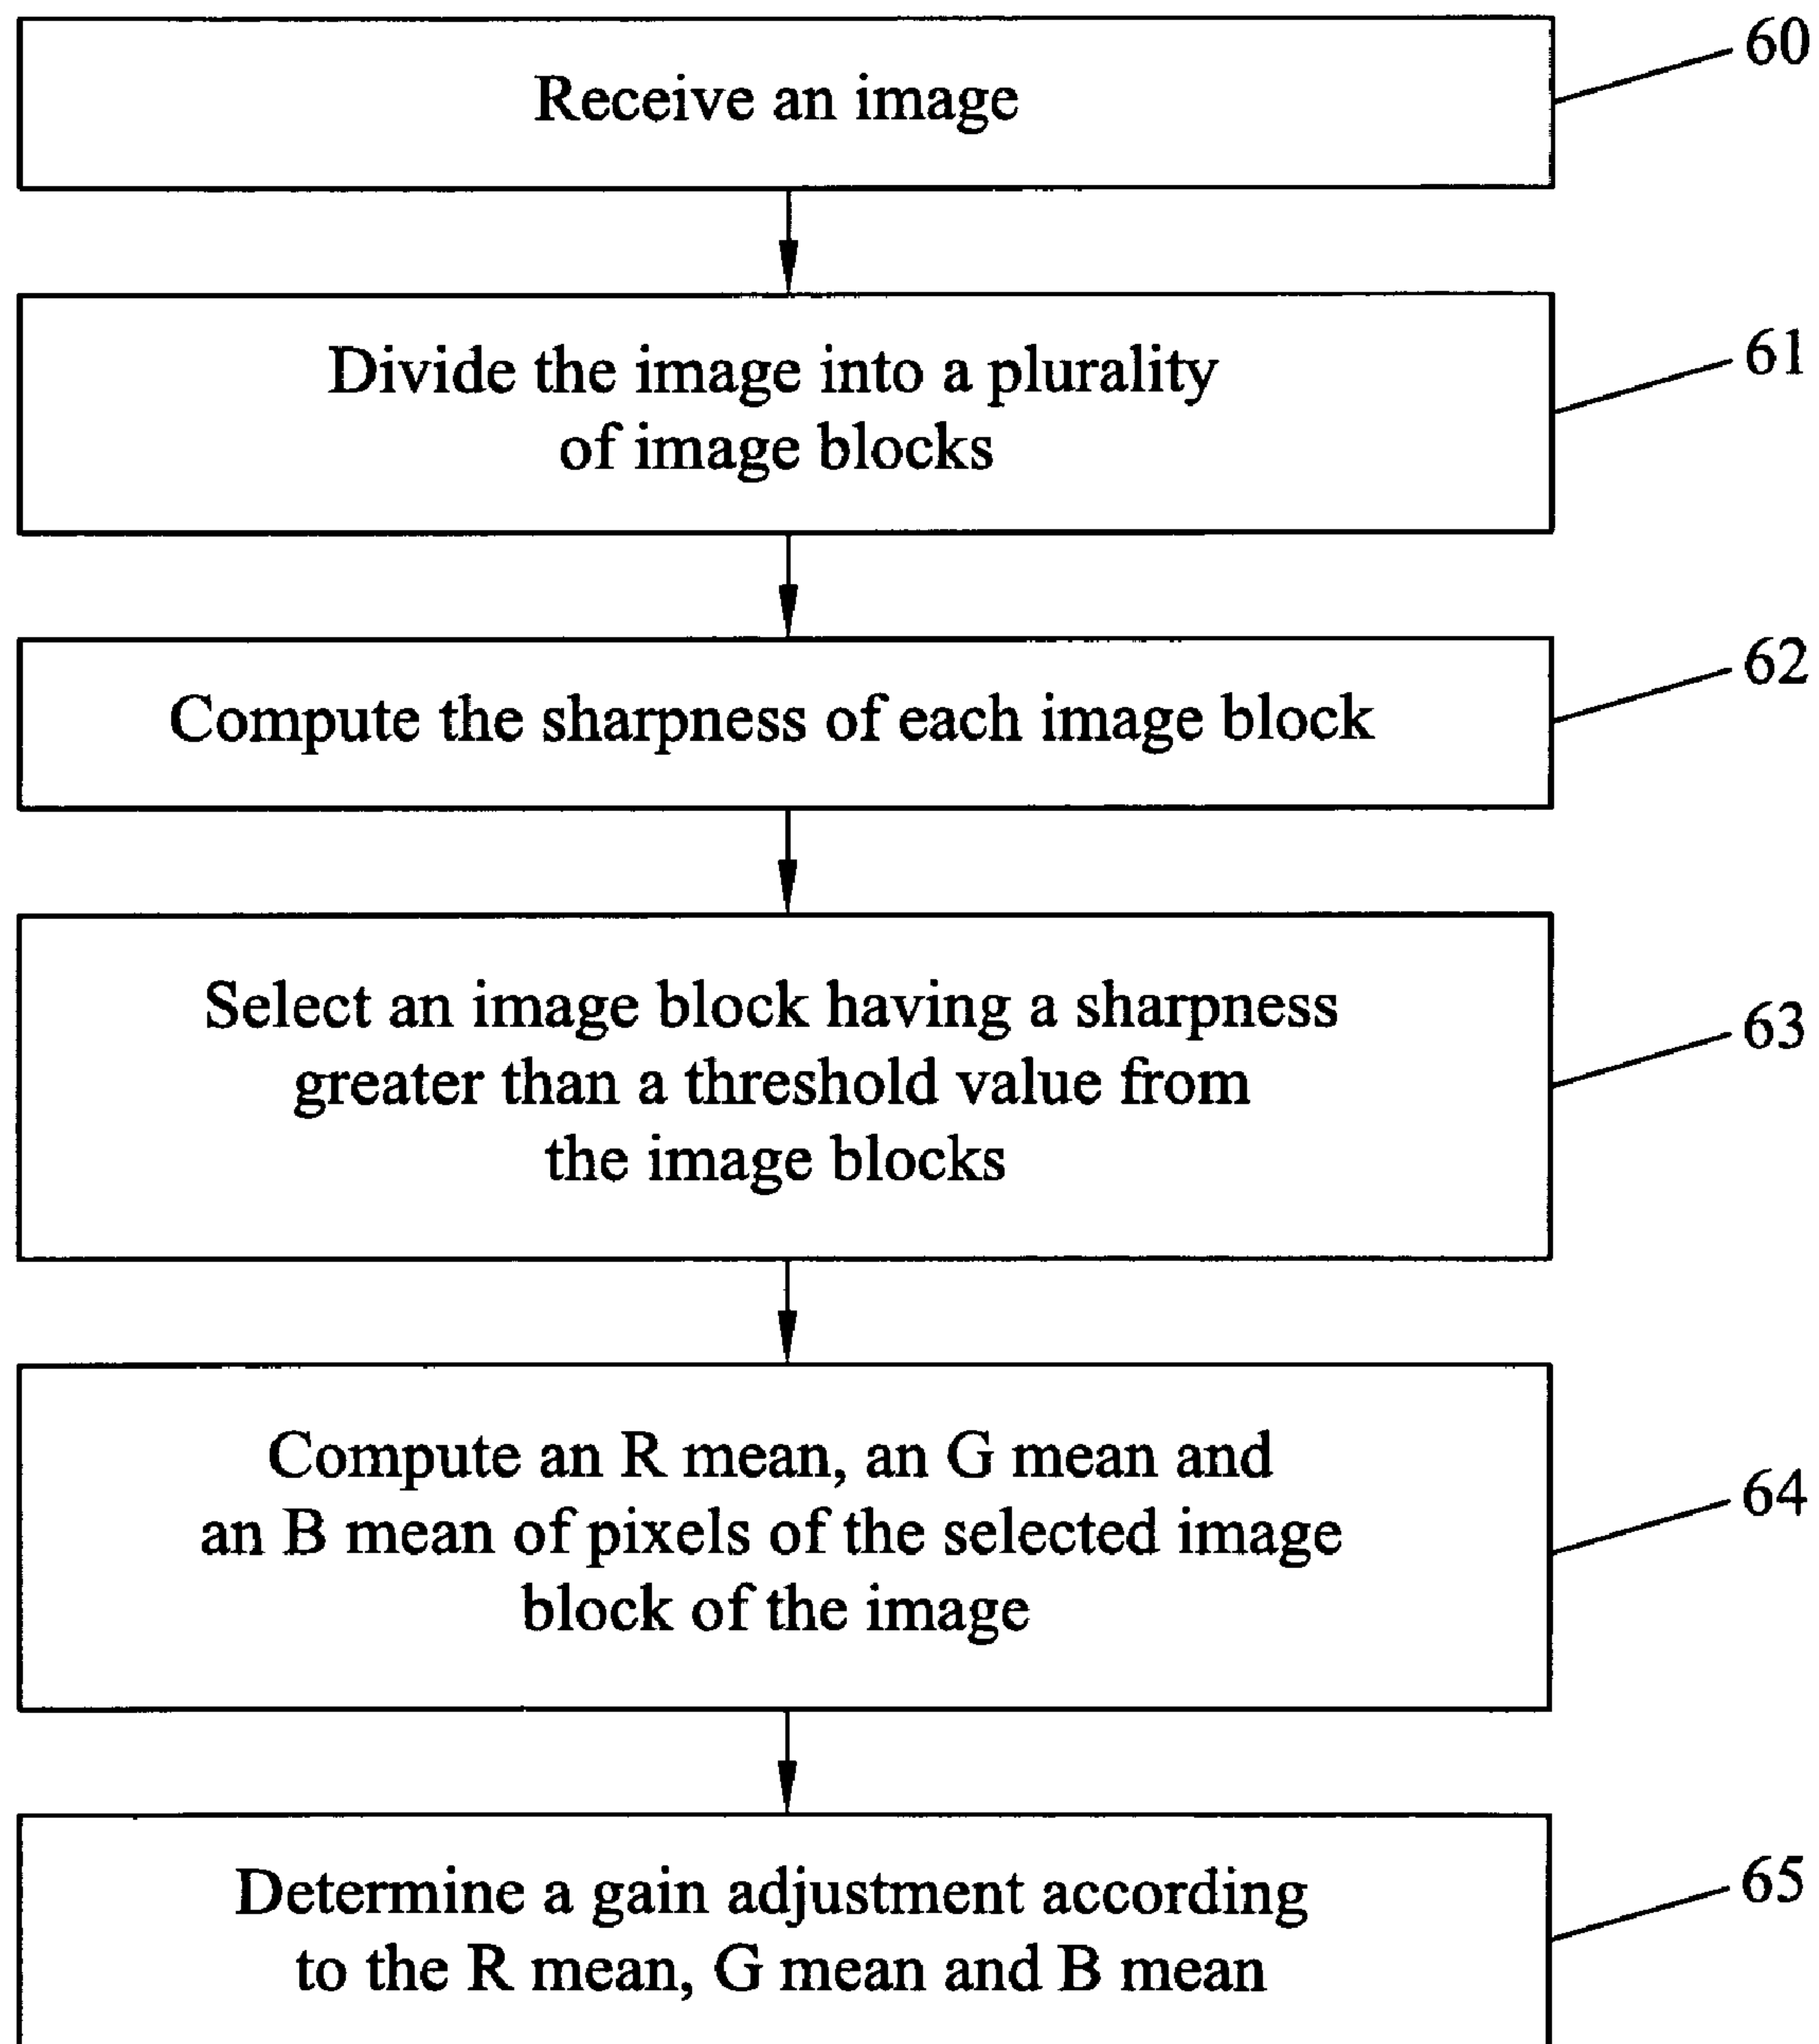 Receive an image
60
Divide the image into a plurality
of image blocks
61
Compute the sharpness of each image block
62
Select an image block having a sharpness
greater than a threshold value from
the image blocks
63
Compute an R mean, an G mean and
an B mean of pixels of the selected image
block of the image
64
Determine a gain adjustment according
to the R mean, G mean and B mean
65